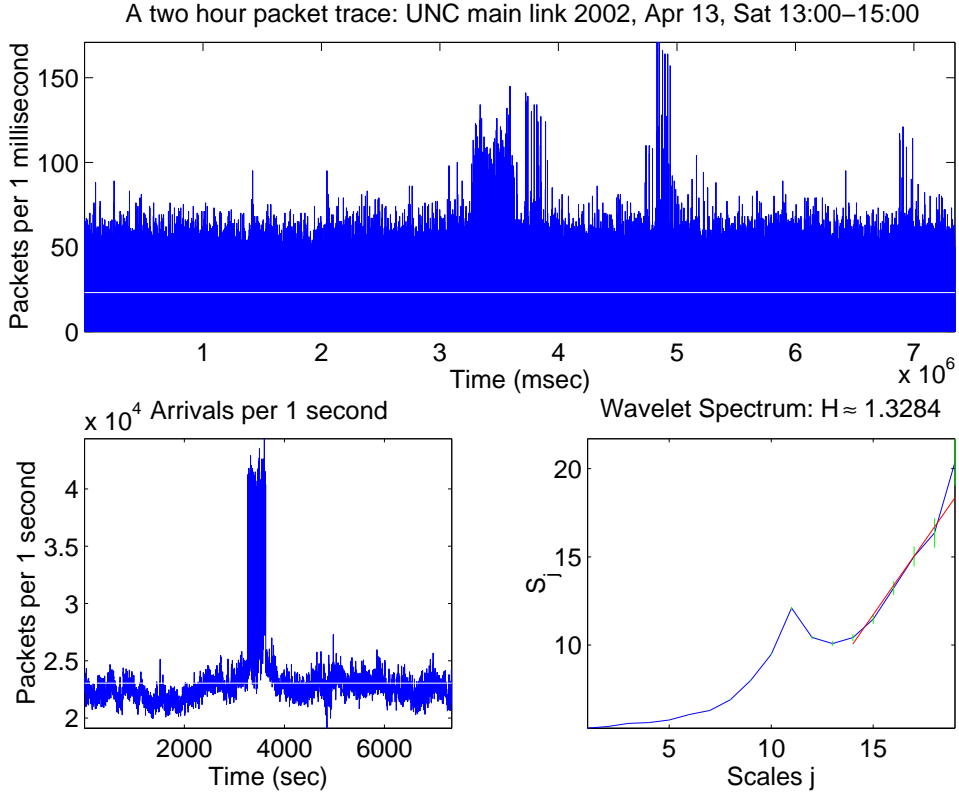 A two hour packet trace: UNC main link 2002, Apr 13, Sat 13:00−15:00
Packets per 1 millisecond
150
100
50
0
1 2 3 4 5 6 7
x 10^6
Time (msec)
x 10^4
Arrivals per 1 second
Packets per 1 second
4
3.5
3
2.5
2
2000 4000 6000
Time (sec)
Wavelet Spectrum: H ≈ 1.3284
S_j
20
15
10
5 10 15
Scales j